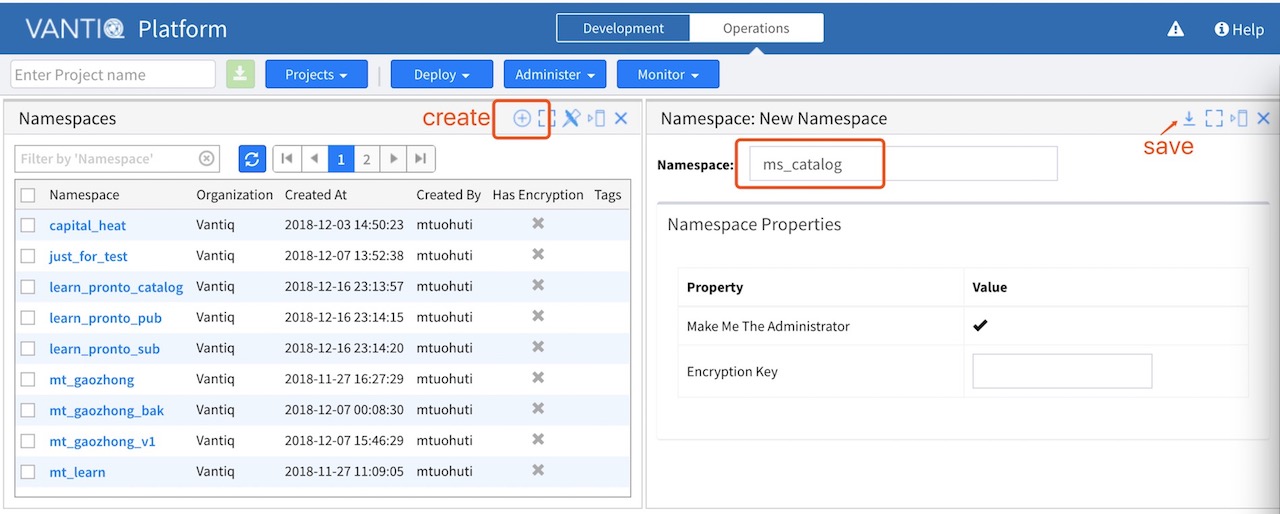 VANTIQ Platform
Development Operations
Help
Enter Project name Projects Deploy Administer Monitor
Namespaces
create
Filter by 'Namespace' 1 2
Namespace Organization Created At Created By Has Encryption Tags
capital_heat Vantiq 2018-12-03 14:50:23 mtuohuti
just_for_test Vantiq 2018-12-07 13:52:38 mtuohuti
learn_pronto_catalog Vantiq 2018-12-16 23:13:57 mtuohuti
learn_pronto_pub Vantiq 2018-12-16 23:14:15 mtuohuti
learn_pronto_sub Vantiq 2018-12-16 23:14:20 mtuohuti
mt_gaozhong Vantiq 2018-11-27 16:27:29 mtuohuti
mt_gaozhong_bak Vantiq 2018-12-07 00:08:30 mtuohuti
mt_gaozhong_v1 Vantiq 2018-12-07 15:46:29 mtuohuti
mt_learn Vantiq 2018-11-27 11:09:05 mtuohuti
Namespace: New Namespace
save
Namespace: ms_catalog
Namespace Properties
Property Value
Make Me The Administrator
Encryption Key